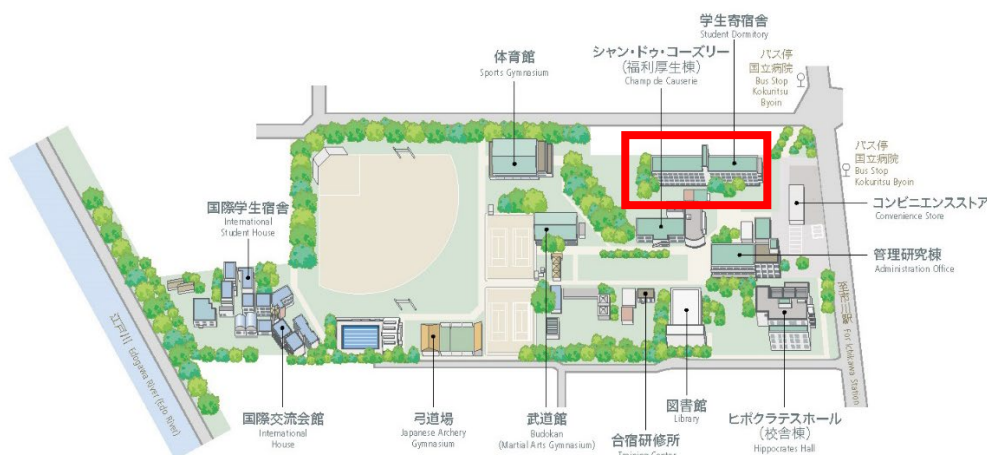 学生寄宿舎
Student Dormitory
シャン・ドゥ・コーズリー
（福利厚生棟）
Champ de Causerie
体育館
Sports Gymnasium
バス停
国立病院
Bus Stop
Kokuritsu
Byoin
バス停
国立病院
Bus Stop
Kokuritsu Byoin
コンビニエンスストア
Convenience Store
国際学生宿舎
International
Student House
管理研究棟
Administration Office
江戸川 Edogawa River (Edo River)
For Ichikawa Station
国際交流会館
International
House
弓道場
Japanese Archery
Gymnasium
武道館
Budokan
(Martial Arts Gymnasium)
合宿研修所
図書館
Library
ヒポクラテスホール
（校舎棟）
Hippocrates Hall